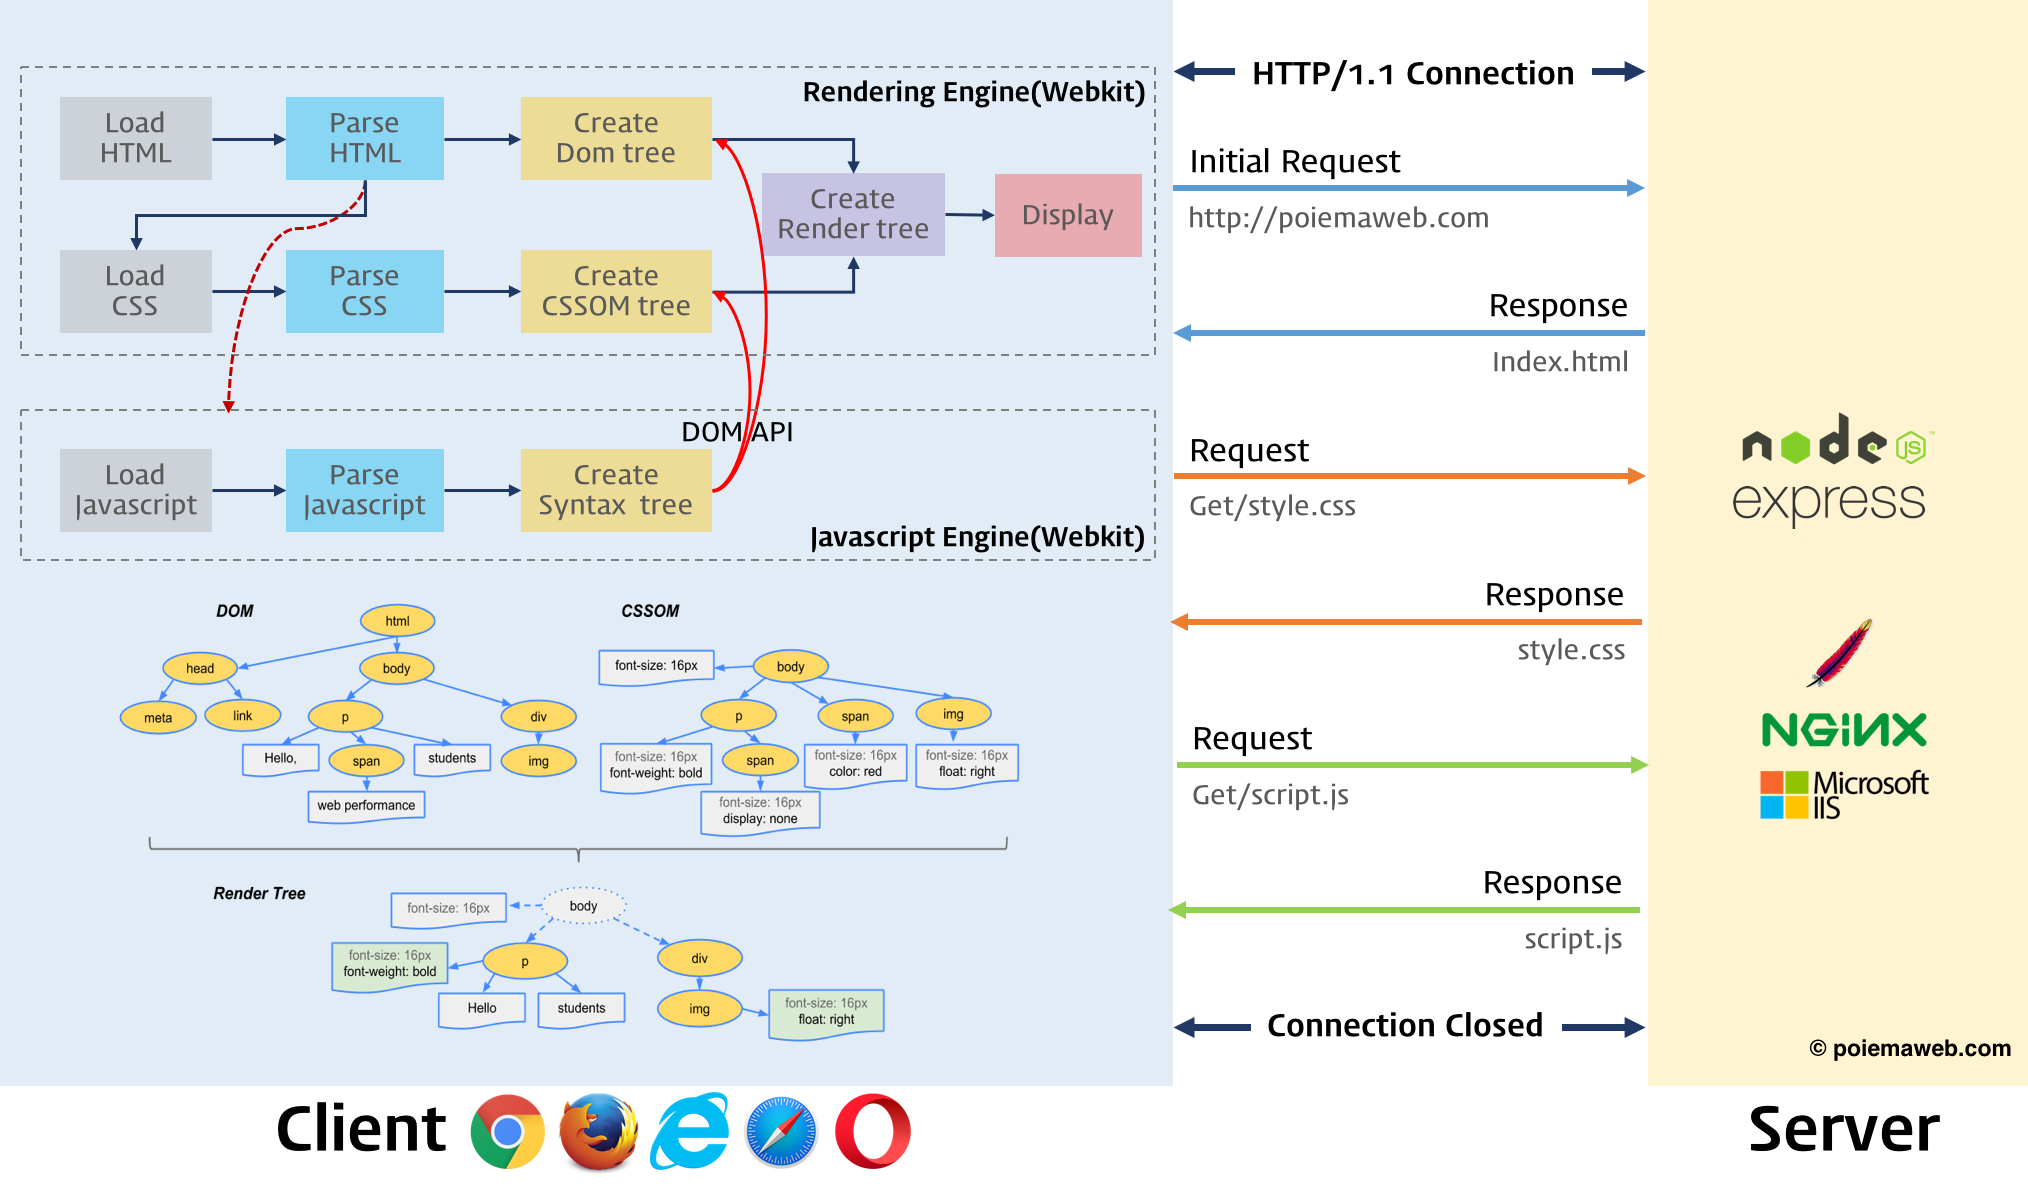 Rendering Engine(Webkit)
Load
HTML
Parse
HTML
Create
Dom tree
Create
Render tree
Display
Load
CSS
Parse
CSS
Create
CSSOM tree
DOM API
Load
Javascript
Parse
Javascript
Create
Syntax tree
Javascript Engine(Webkit)
DOM
html
head
body
meta
link
p
div
Hello,
span
students
img
web performance
CSSOM
font-size: 16px
body
p
span
img
font-size: 16px
font-weight: bold
span
font-size: 16px
color: red
font-size: 16px
float: right
font-size: 16px
display: none
Render Tree
font-size: 16px
body
font-size: 16px
font-weight: bold
p
div
Hello
students
img
font-size: 16px
float: right
HTTP/1.1 Connection
Initial Request
http://poiemaweb.com
Response
Index.html
Request
Get/style.css
Response
style.css
Request
Get/script.js
Response
script.js
Connection Closed
node JS ™
express
NGINX
Microsoft
IIS
© poiemaweb.com
Client
Server